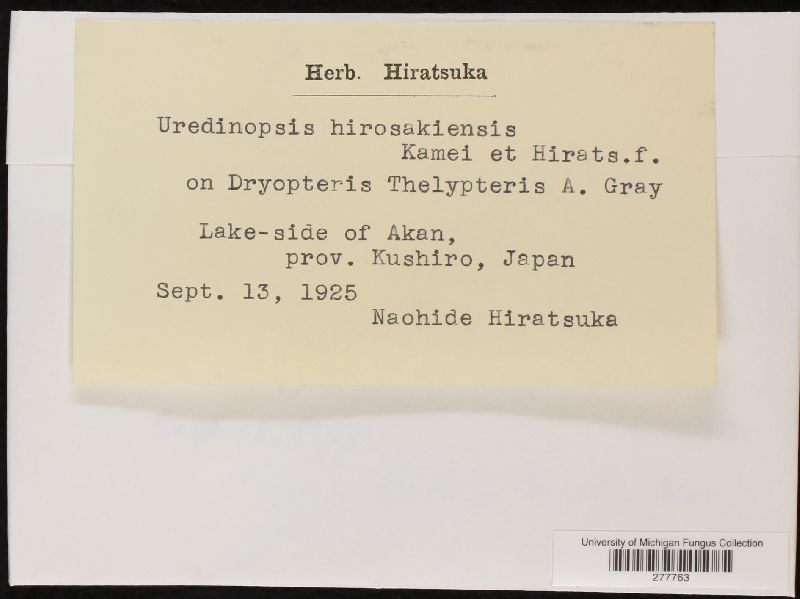 Herb. Hiratsuka
Uredinopsis hirosakiensis
Kamei et Hirats.f.
on Dryopteris Thelypteris A. Gray
Lake-side of Akan,
prov. Kushiro, Japan
Sept. 13, 1925
Naohide Hiratsuka
University of Michigan Fungus Collection
277763